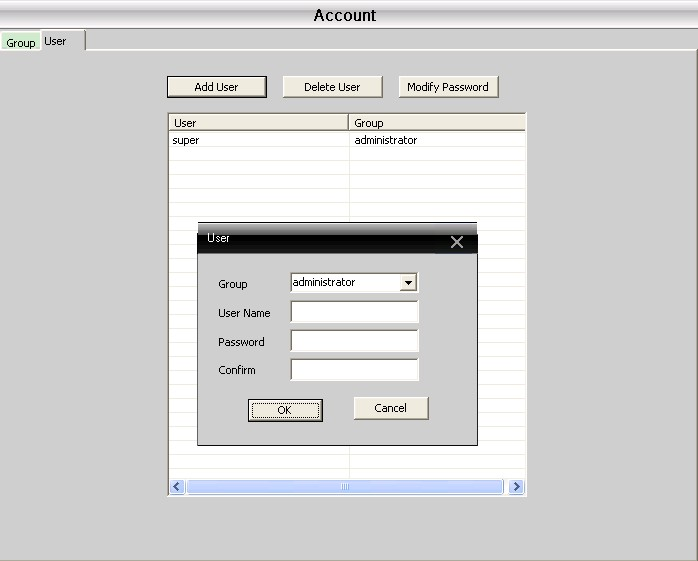 Account
Group User
Add User Delete User Modify Password
User Group
super administrator
User
Group administrator
User Name
Password
Confirm
OK Cancel